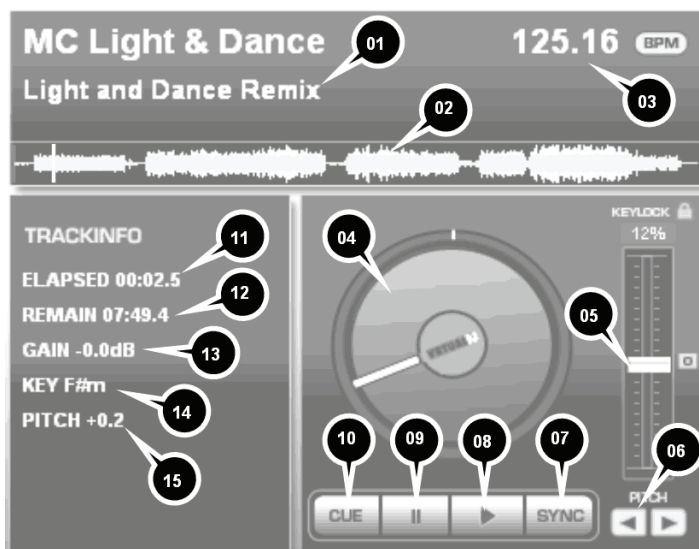 MC Light & Dance
01
125.16 BPM
Light and Dance Remix
03
02
KEYLOCK
TRACKINFO
11
04
12%
ELAPSED 00:02.5
12
REMAIN 07:49.4
05
GAIN -0.0dB
13
KEY F#m
14
PITCH +0.2
15
10
09
08
07
06
PITCH
CUE
SYNC